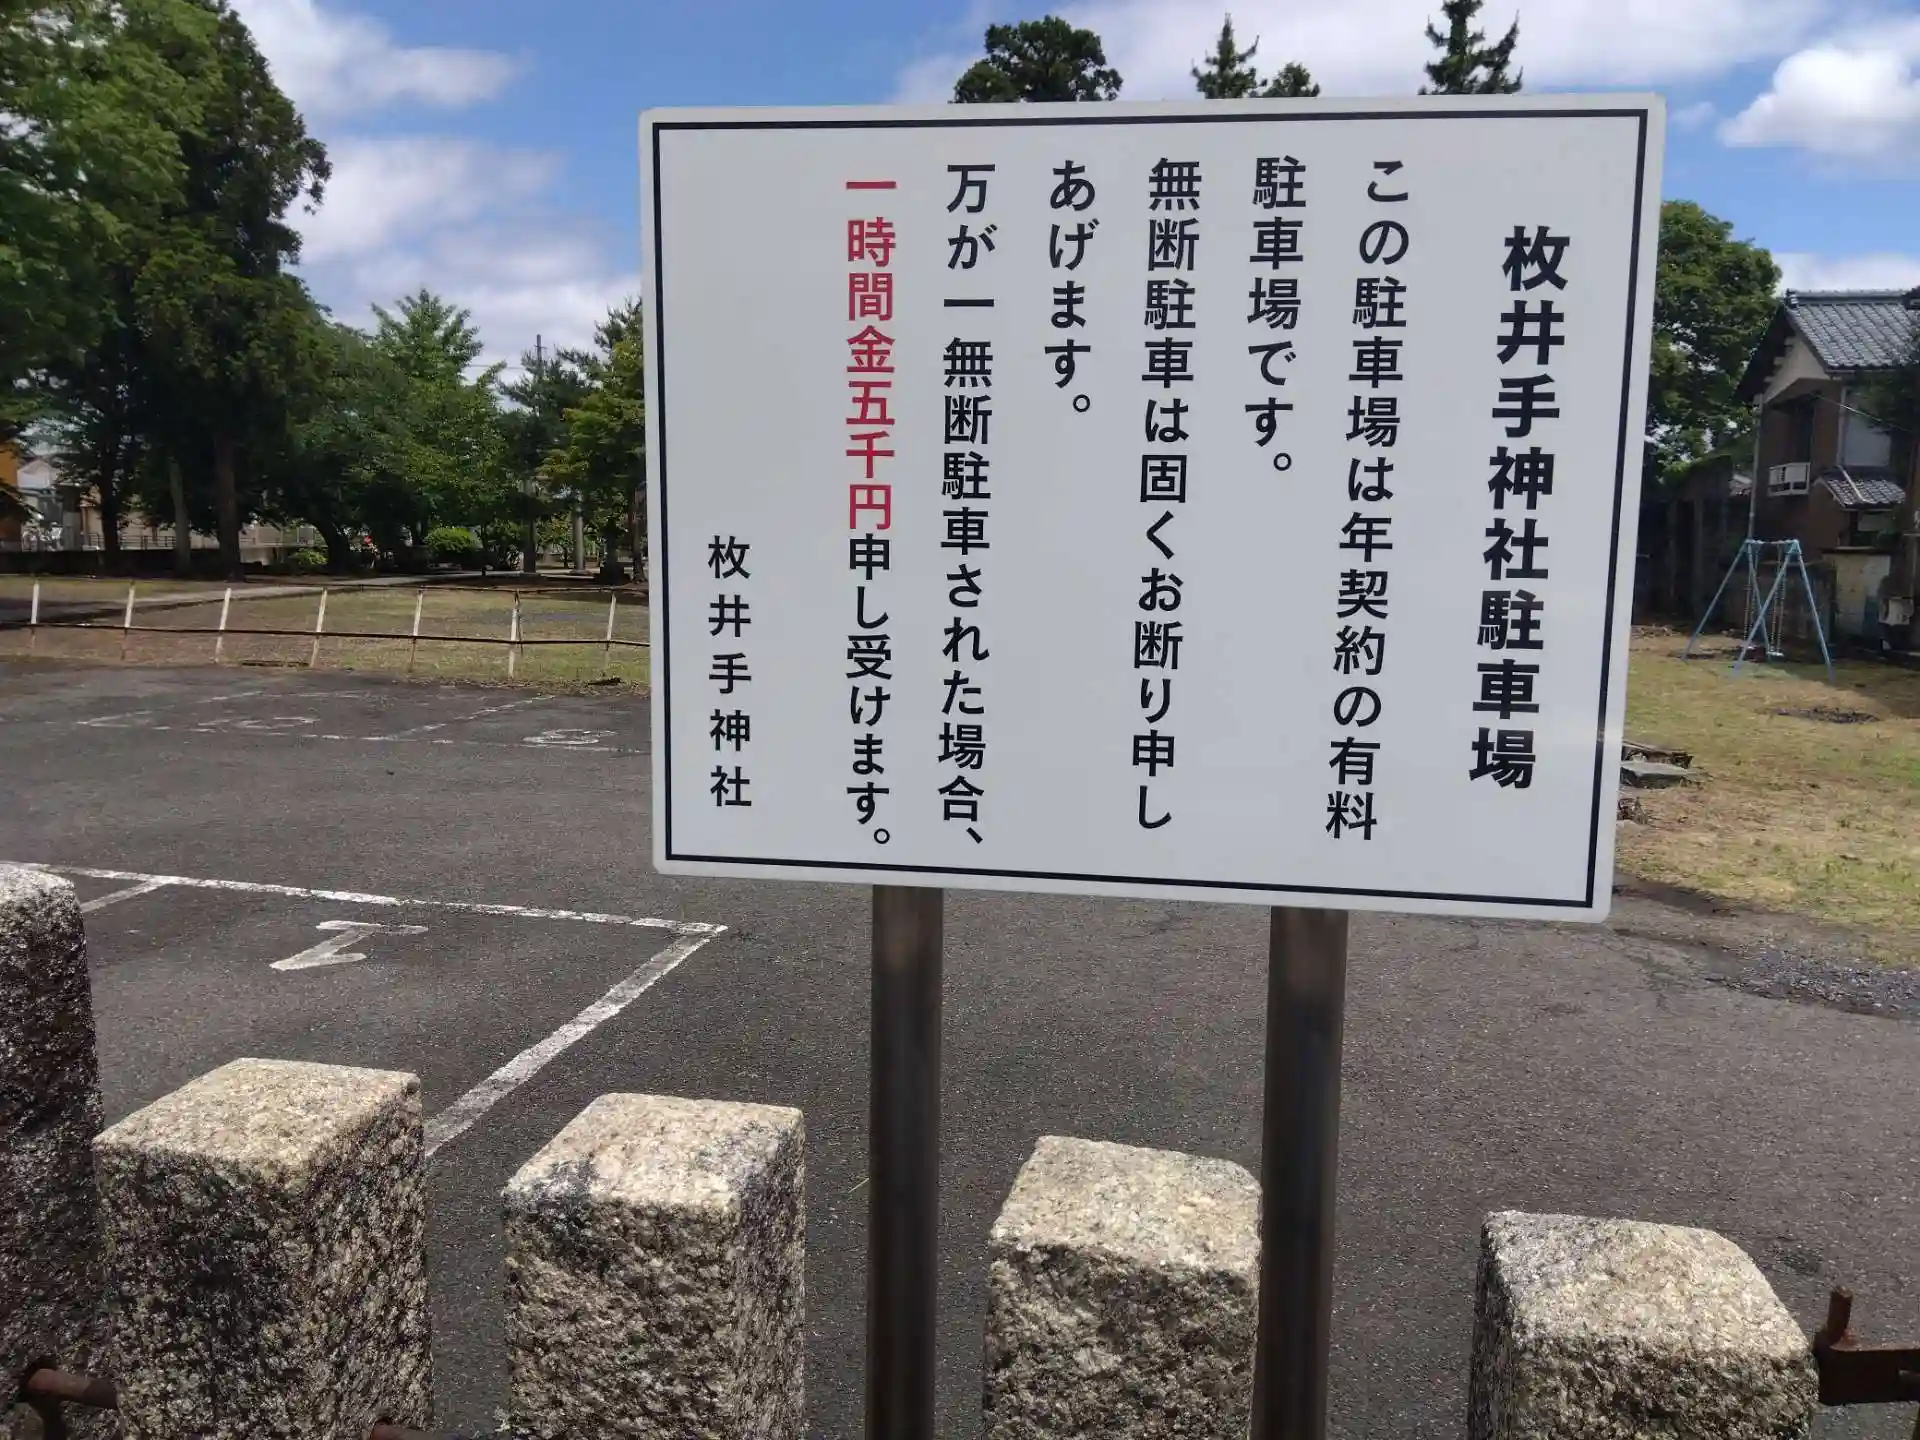 枚井手神社駐車場
この駐車場は年契約の有料
駐車場です。
無断駐車は固くお断り申し
あげます。
万が一無断駐車された場合、
一時間金五千円申し受けます。
枚井手神社
2